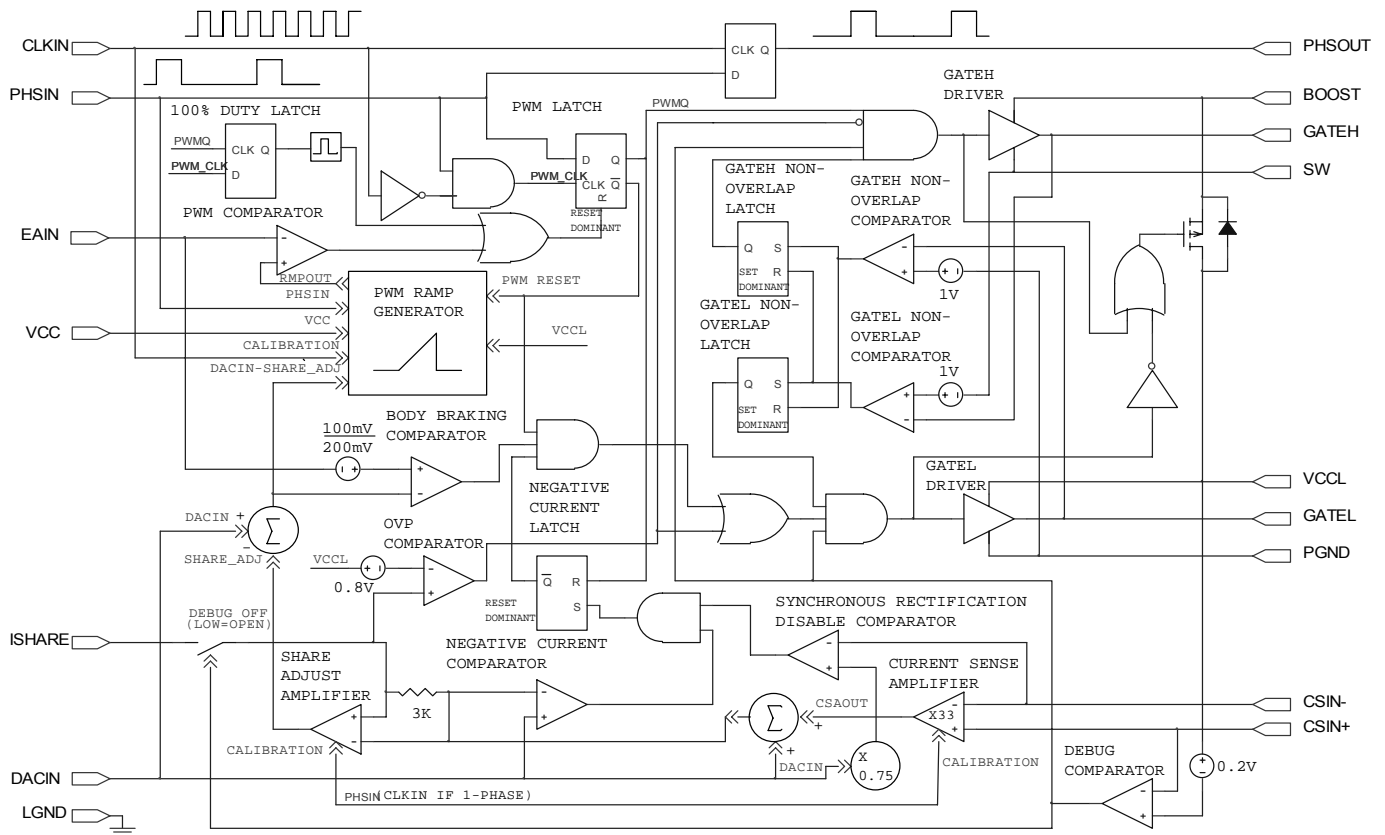 CLKIN
CLK Q
D
PHSOUT
PHSIN
GATEH
DRIVER
BOOST
100% DUTY LATCH
PWM LATCH
PWMQ
PWMQ
CLK Q
PWM_CLK
D
D Q
CLK Q
R
PWM_CLK
GATEH
SW
GATEH NON-
OVERLAP
LATCH
GATEH NON-
OVERLAP
COMPARATOR
PWM COMPARATOR
RESET
DOMINANT
EAIN
-
+
Q S
SET R
DOMINANT
-
+
1V
RMPOUT
PHSIN
VCC
CALIBRATION
DACIN-SHARE_ADJ
PWM RAMP
GENERATOR
PWM RESET
VCCL
VCC
GATEL NON-
OVERLAP
LATCH
GATEL NON-
OVERLAP
COMPARATOR
1V
Q S
SET R
DOMINANT
+
-
BODY BRAKING
COMPARATOR
100mV
200mV
+
-
NEGATIVE
CURRENT
LATCH
GATEL
DRIVER
VCCL
GATEL
PGND
DACIN +
-
Σ
SHARE_ADJ
OVP
COMPARATOR
VCCL
0.8V
-
+
Q R
S
RESET
DOMINANT
DEBUG OFF
(LOW=OPEN)
ISHARE
SYNCHRONOUS RECTIFICATION
DISABLE COMPARATOR
-
+
SHARE
ADJUST
AMPLIFIER
NEGATIVE CURRENT
COMPARATOR
CURRENT SENSE
AMPLIFIER
3K
+
-
-
+
Σ
+
+
CSAOUT
X33
-
+
CSIN-
CSIN+
CALIBRATION
DACIN
X
0.75
CALIBRATION
DEBUG
COMPARATOR
0.2V
DACIN
PHSIN (CLKIN IF 1-PHASE)
-
+
LGND